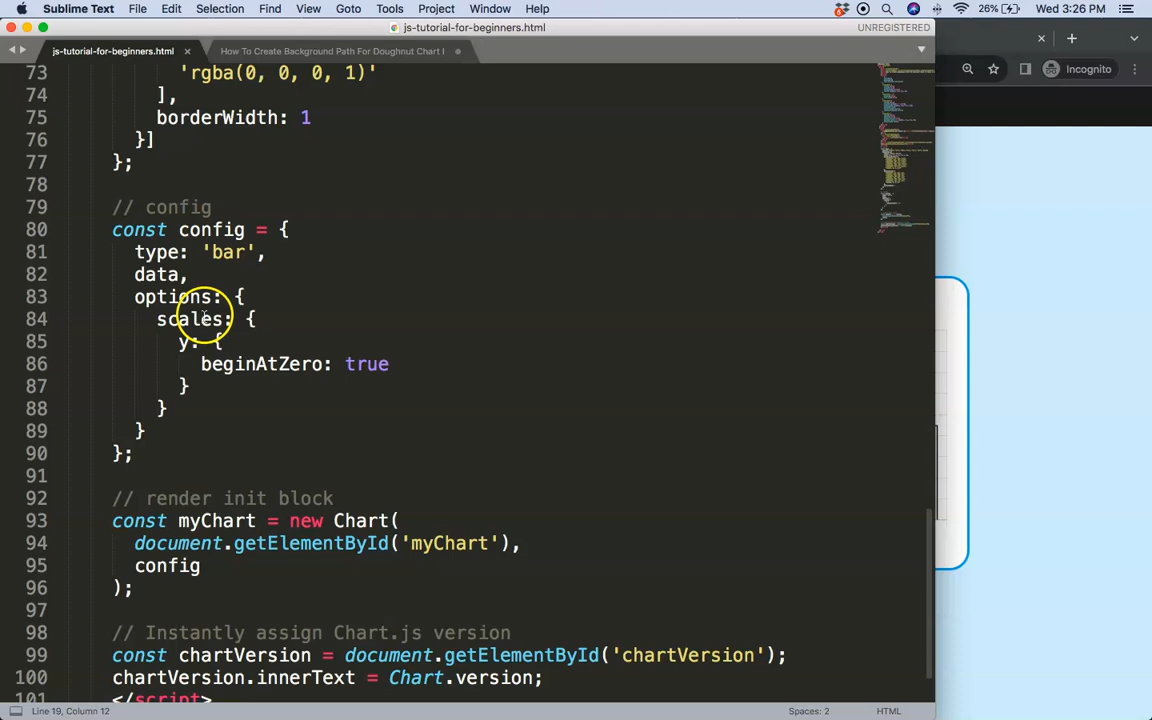 Sublime Text File Edit Selection Find View Goto Tools Project Window Help 26% Wed 3:26 PM
js-tutorial-for-beginners.html UNREGISTERED
js-tutorial-for-beginners.html How To Create Background Path For Doughnut Chart I
Incognito
73 'rgba(0, 0, 0, 1)'
74 ],
75 borderWidth: 1
76 }]
77 };
78
79 // config
80 const config = {
81 type: 'bar',
82 data,
83 options: {
84 scales: {
85 y: {
86 beginAtZero: true
87 }
88 }
89 }
90 };
91
92 // render init block
93 const myChart = new Chart(
94 document.getElementById('myChart'),
95 config
96 );
97
98 // Instantly assign Chart.js version
99 const chartVersion = document.getElementById('chartVersion');
100 chartVersion.innerText = Chart.version;
101 </script>
Line 19, Column 12 Spaces: 2 HTML